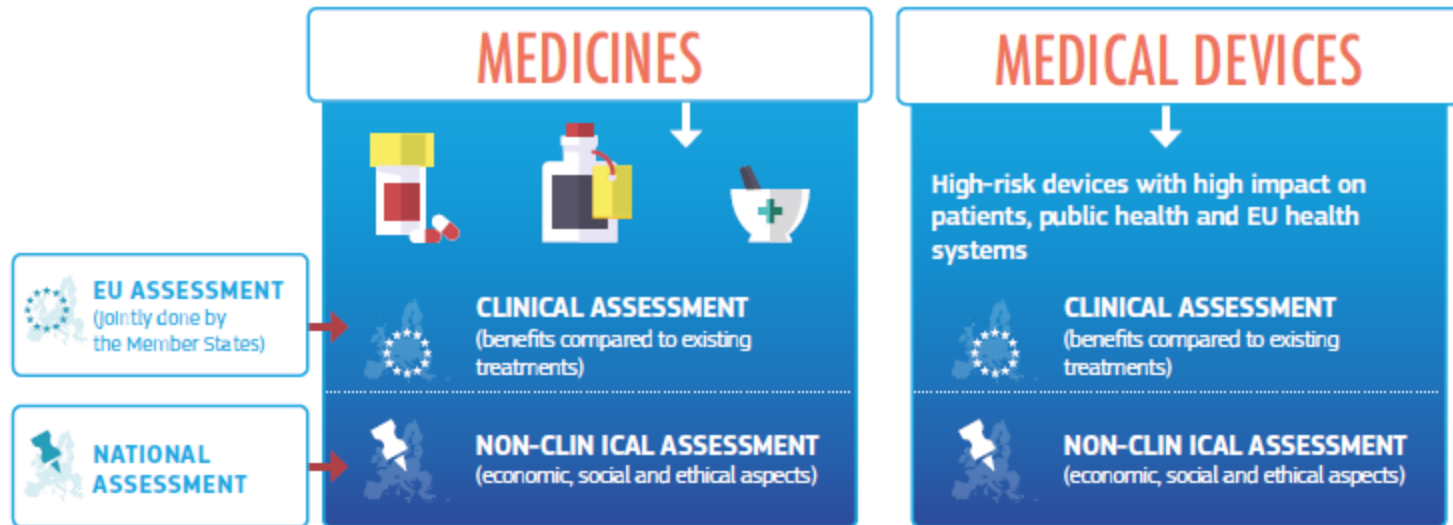 MEDICINES
MEDICAL DEVICES
High-risk devices with high impact on
patients, public health and EU health
systems
EU ASSESSMENT
(jointly done by
the Member States)
CLINICAL ASSESSMENT
(benefits compared to existing
treatments)
CLINICAL ASSESSMENT
(benefits compared to existing
treatments)
NATIONAL
ASSESSMENT
NON-CLIN ICAL ASSESSMENT
(economic, social and ethical aspects)
NON-CLIN ICAL ASSESSMENT
(economic, social and ethical aspects)